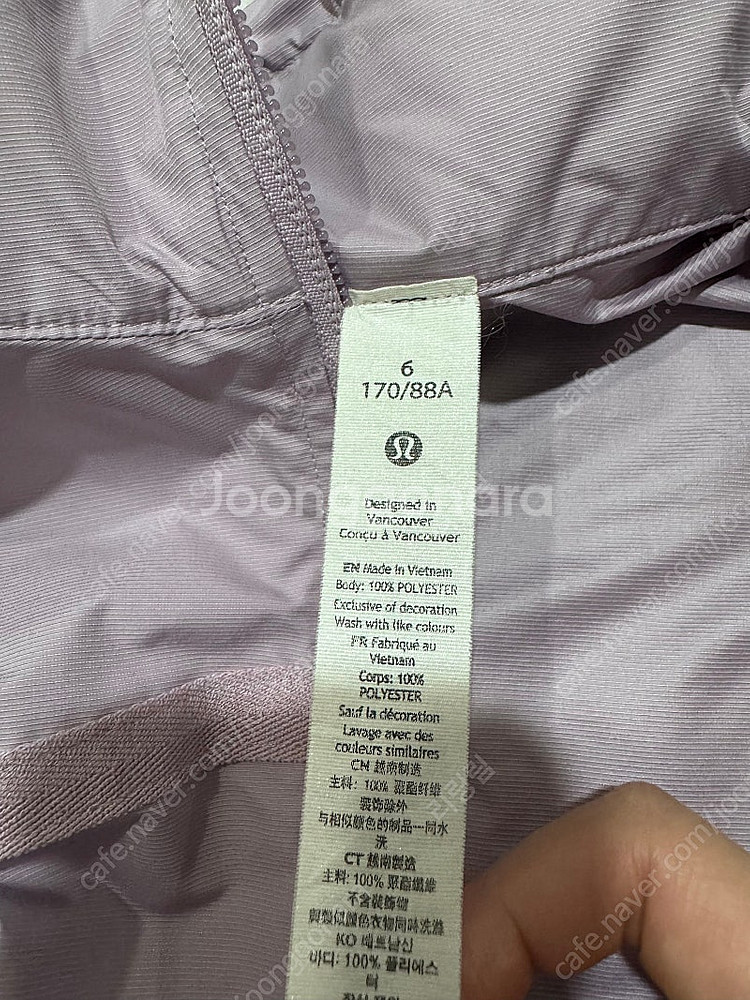 6
170/88A
Designed in
Vancouver
Conçu à Vancouver
EN Made in Vietnam
Body: 100% POLYESTER
Exclusive of decoration
Wash with like colours
FR Fabriqué au
Vietnam
Corps: 100%
POLYESTER
Sauf la décoration
Lavage avec des
couleurs similaires
CN 越南制造
主料: 100% 聚酯纤维
装饰除外
与相似颜色的制品一同水
洗
CT 越南製造
主料: 100% 聚酯纖維
不含裝飾物
與類似顏色衣物同時洗滌
KO 베트남산
바디: 100% 폴리에스
터
Joonggonara
cafe.naver.com/joonggonara